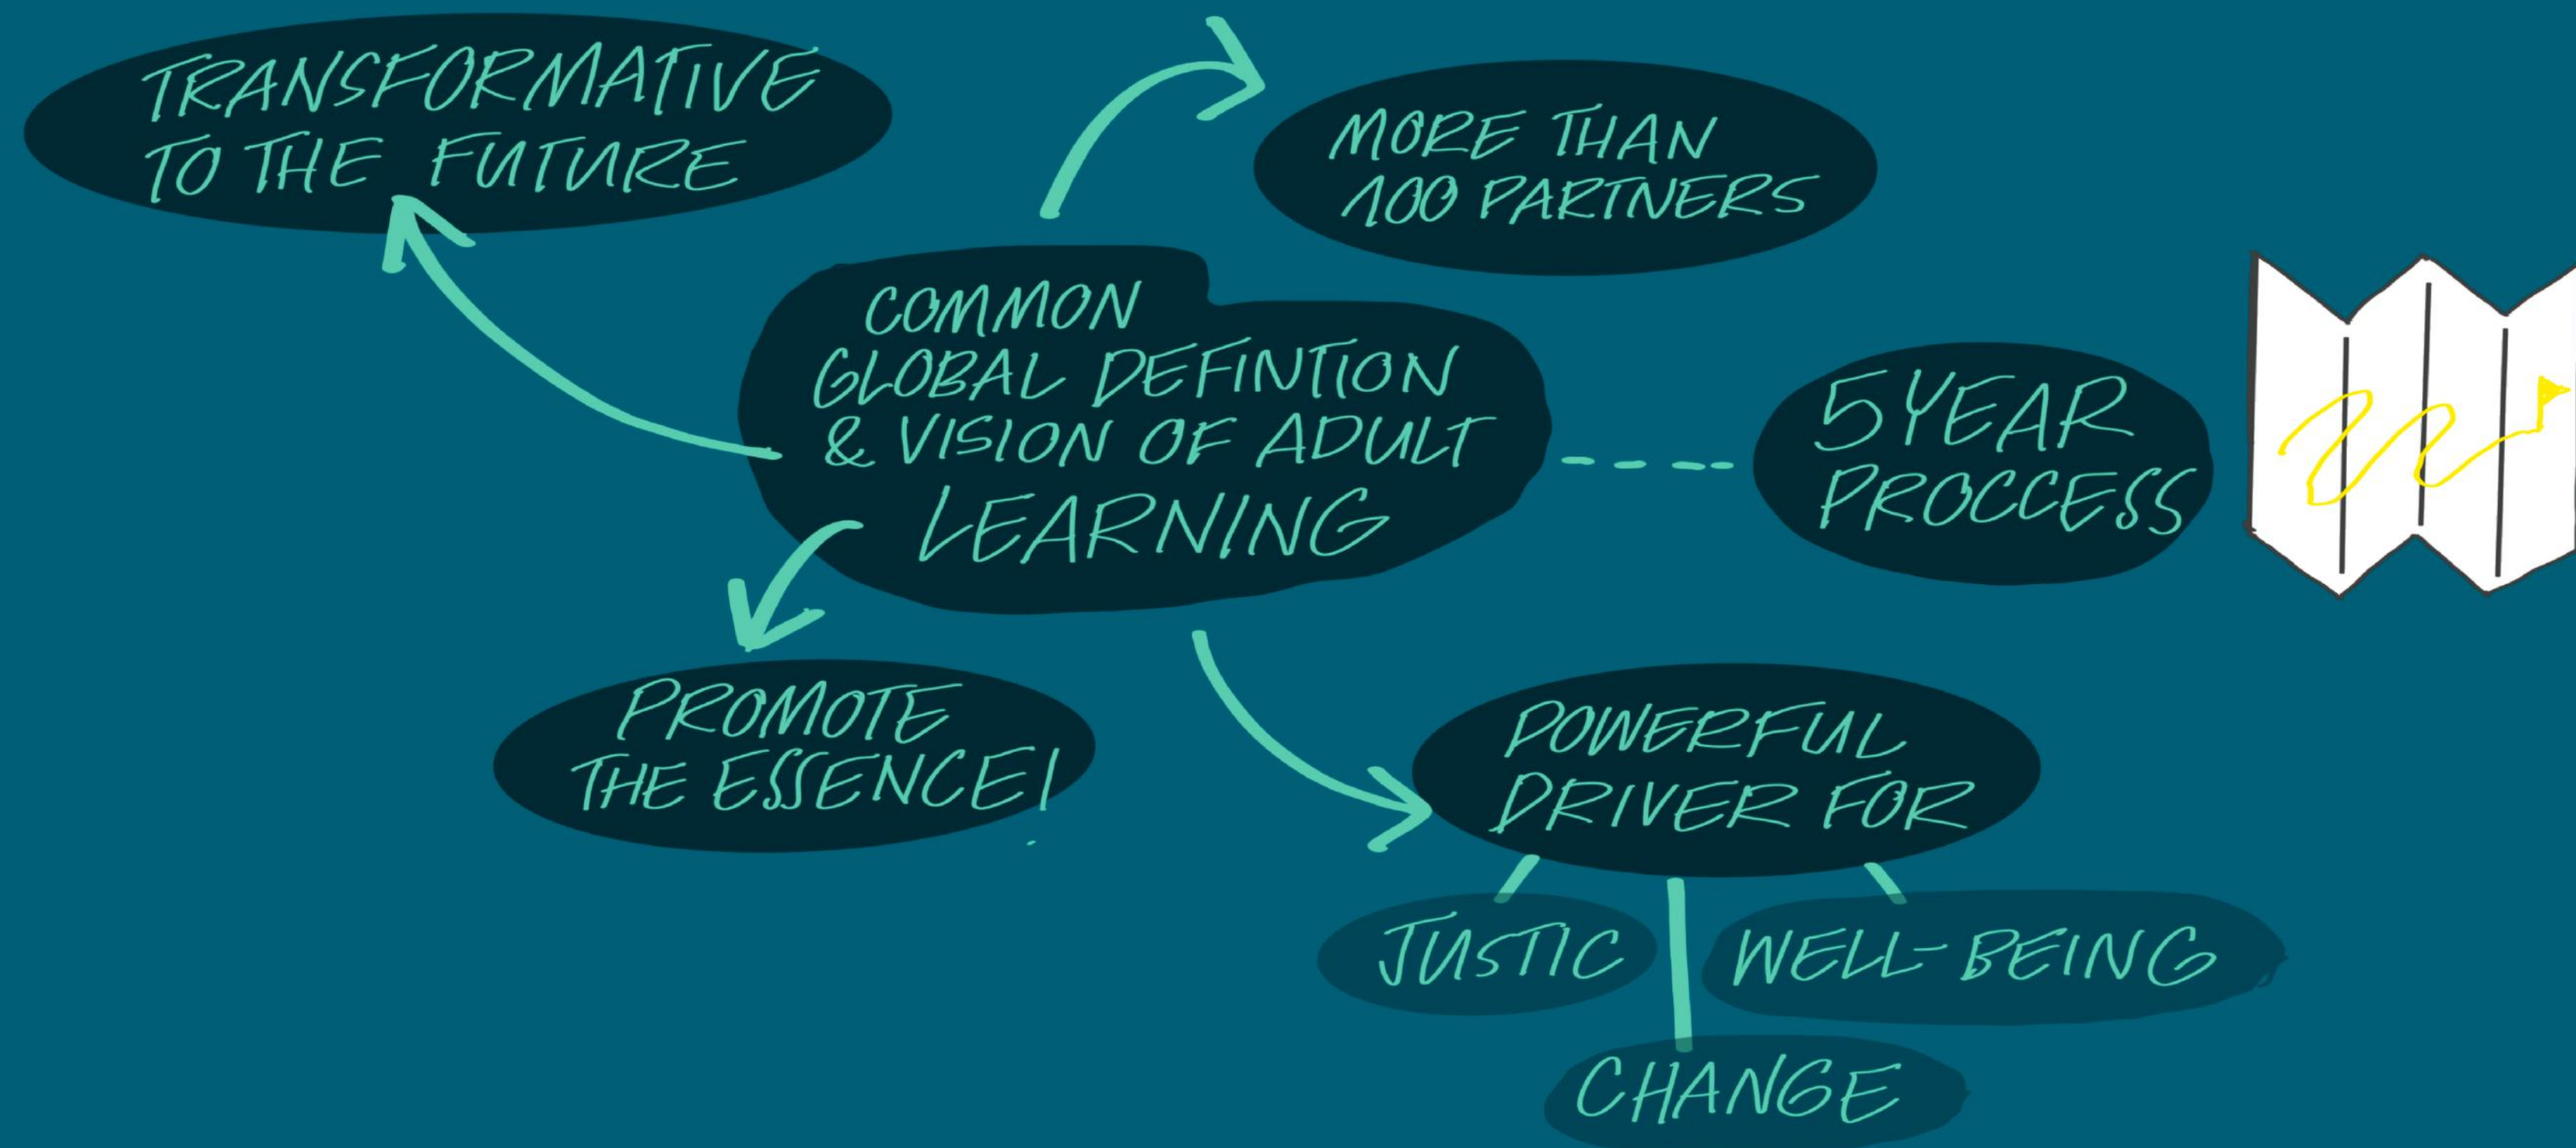 TRANSFORMATIVE
TO THE FUTURE
MORE THAN
100 PARTNERS
COMMON
GLOBAL DEFINTION
& VISION OF ADULT
LEARNING
5 YEAR
PROCCESS
PROMOTE
THE ESSENCE!
POWERFUL
DRIVER FOR
JUSTIC
WELL-BEING
CHANGE